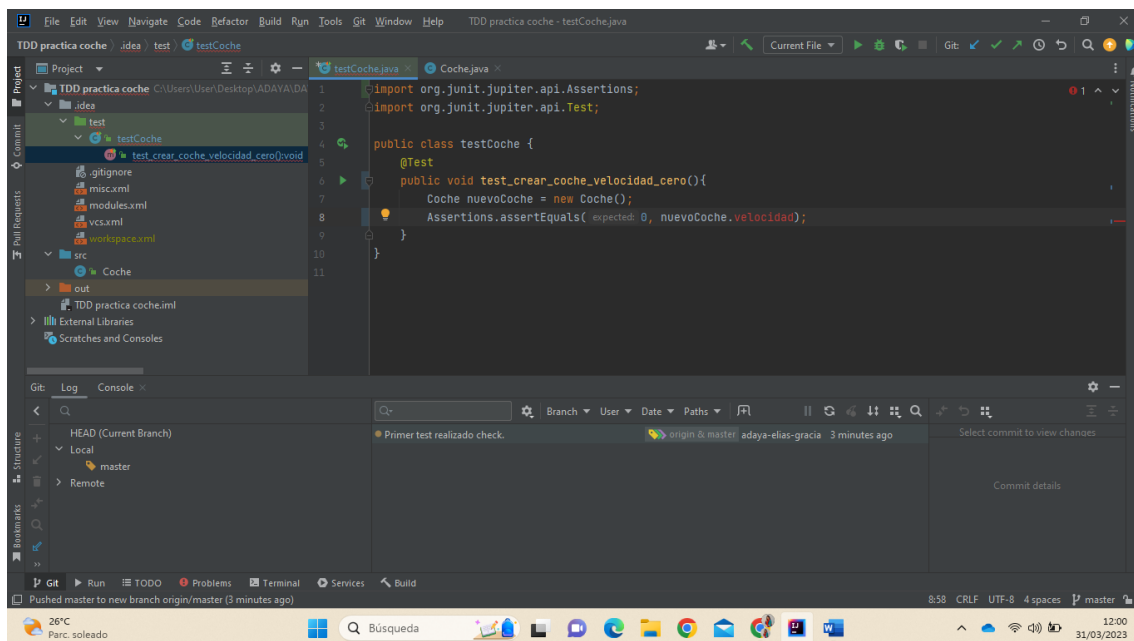 File Edit View Navigate Code Refactor Build Run Tools Git Window Help TDD practica coche - testCoche.java
TDD practica coche .idea test testCoche Current File Git:
Project testCoche.java Coche.java
TDD practica coche C:\Users\User\Desktop\ADAYA\DA
.idea
test
testCoche
test_crear_coche_velocidad_cero():void
.gitignore
misc.xml
modules.xml
vcs.xml
workspace.xml
src
Coche
out
TDD practica coche.iml
External Libraries
Scratches and Consoles
1 import org.junit.jupiter.api.Assertions;
2 import org.junit.jupiter.api.Test;
3
4 public class testCoche {
5 @Test
6 public void test_crear_coche_velocidad_cero(){
7 Coche nuevoCoche = new Coche();
8 Assertions.assertEquals( expected: 0, nuevoCoche.velocidad);
9 }
10 }
11
1
Project
Commit
Pull Requests
Structure
Bookmarks
Notifications
Git: Log Console
Branch User Date Paths
HEAD (Current Branch)
Local
master
Remote
Primer test realizado check. origin & master adaya-elias-gracia 3 minutes ago
Select commit to view changes
Commit details
Git Run TODO Problems Terminal Services Build
Pushed master to new branch origin/master (3 minutes ago) 8:58 CRLF UTF-8 4 spaces master
26°C
Parc. soleado
Búsqueda
12:00
31/03/2023